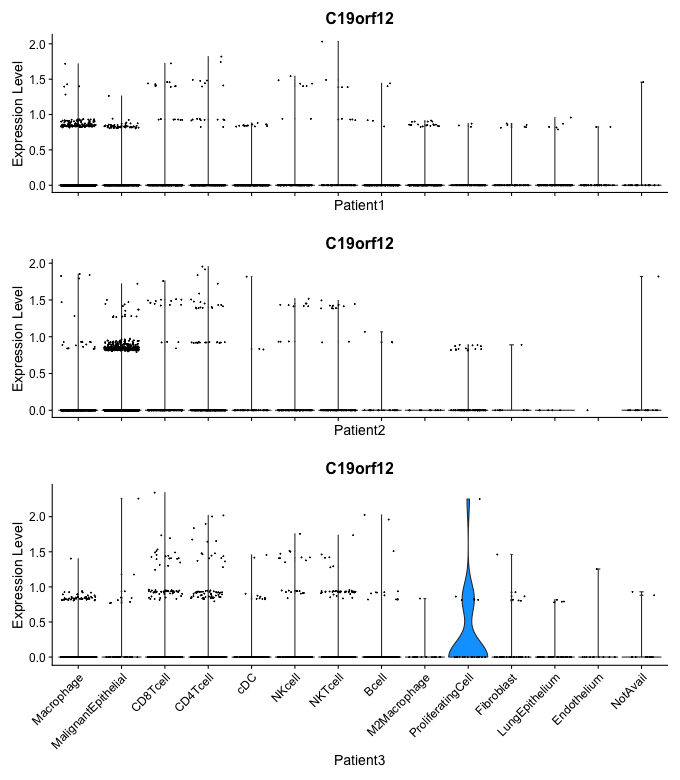 C19orf12
Expression Level
2.0
1.5
1.0
0.5
0.0
Patient1
C19orf12
Expression Level
2.0
1.5
1.0
0.5
0.0
Patient2
C19orf12
Expression Level
2.0
1.5
1.0
0.5
0.0
Macrophage
MalignantEpithelial
CD8Tcell
CD4Tcell
cDC
NKcell
NKTcell
Bcell
M2Macrophage
ProliferatingCell
Fibroblast
LungEpithelium
Endothelium
NotAvail
Patient3